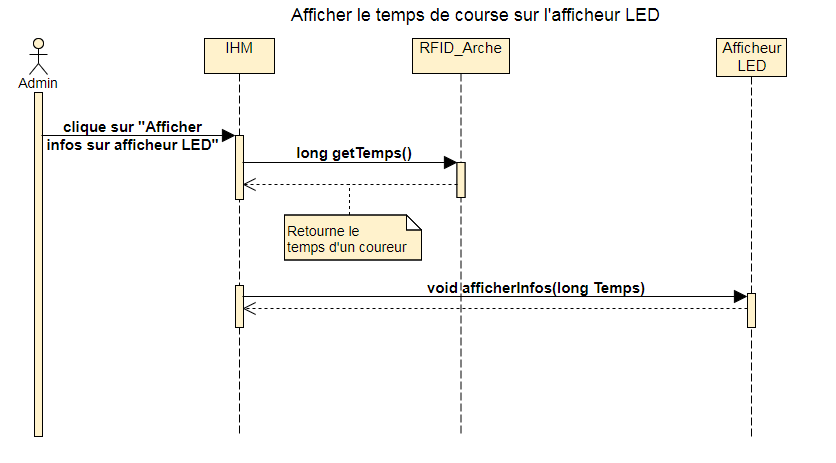 Afficher le temps de course sur l'afficheur LED
IHM
RFID_Arche
Afficheur
LED
Admin
clique sur "Afficher
infos sur afficheur LED"
long getTemps()
Retourne le
temps d'un coureur
void afficherInfos(long Temps)